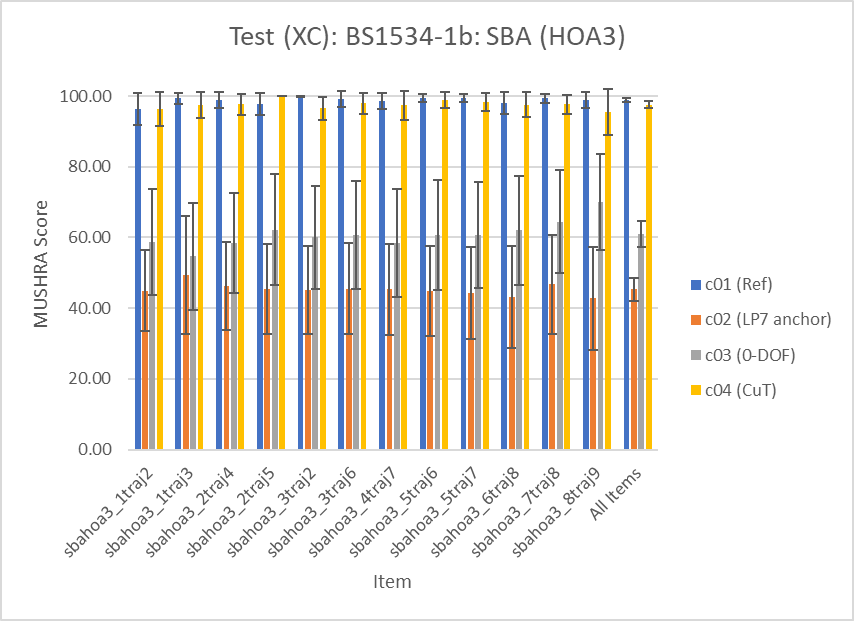 Test (XC): BS1534-1b: SBA (HOA3)
MUSHRA Score
100.00
80.00
60.00
40.00
20.00
0.00
sbahoa3_1traj2
sbahoa3_1traj3
sbahoa3_2traj4
sbahoa3_2traj5
sbahoa3_3traj2
sbahoa3_3traj6
sbahoa3_4traj7
sbahoa3_5traj6
sbahoa3_5traj7
sbahoa3_6traj8
sbahoa3_7traj8
sbahoa3_8traj9
All Items
Item
c01 (Ref)
c02 (LP7 anchor)
c03 (0-DOF)
c04 (CuT)